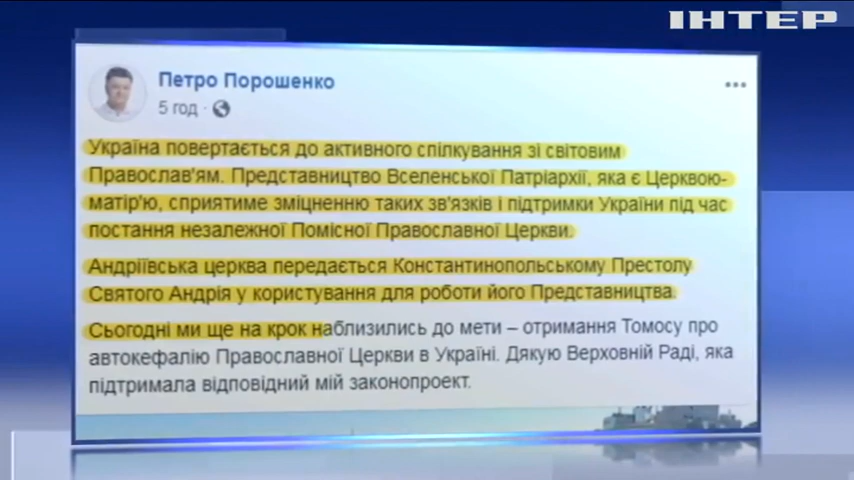 ІНТЕР
Петро Порошенко
5 год ·
Україна повертається до активного спілкування зі світовим
Православ'ям. Представництво Вселенської Патріархії, яка є Церквою-
матір'ю, сприятиме зміцненню таких зв'язків і підтримки України під час
постання незалежної Помісної Православної Церкви.
Андріївська церква передається Константинопольському Престолу
Святого Андрія у користування для роботи його Представництва.
Сьогодні ми ще на крок наблизились до мети – отримання Томосу про
автокефалію Православної Церкви в Україні. Дякую Верховній Раді, яка
підтримала відповідний мій законопроект.